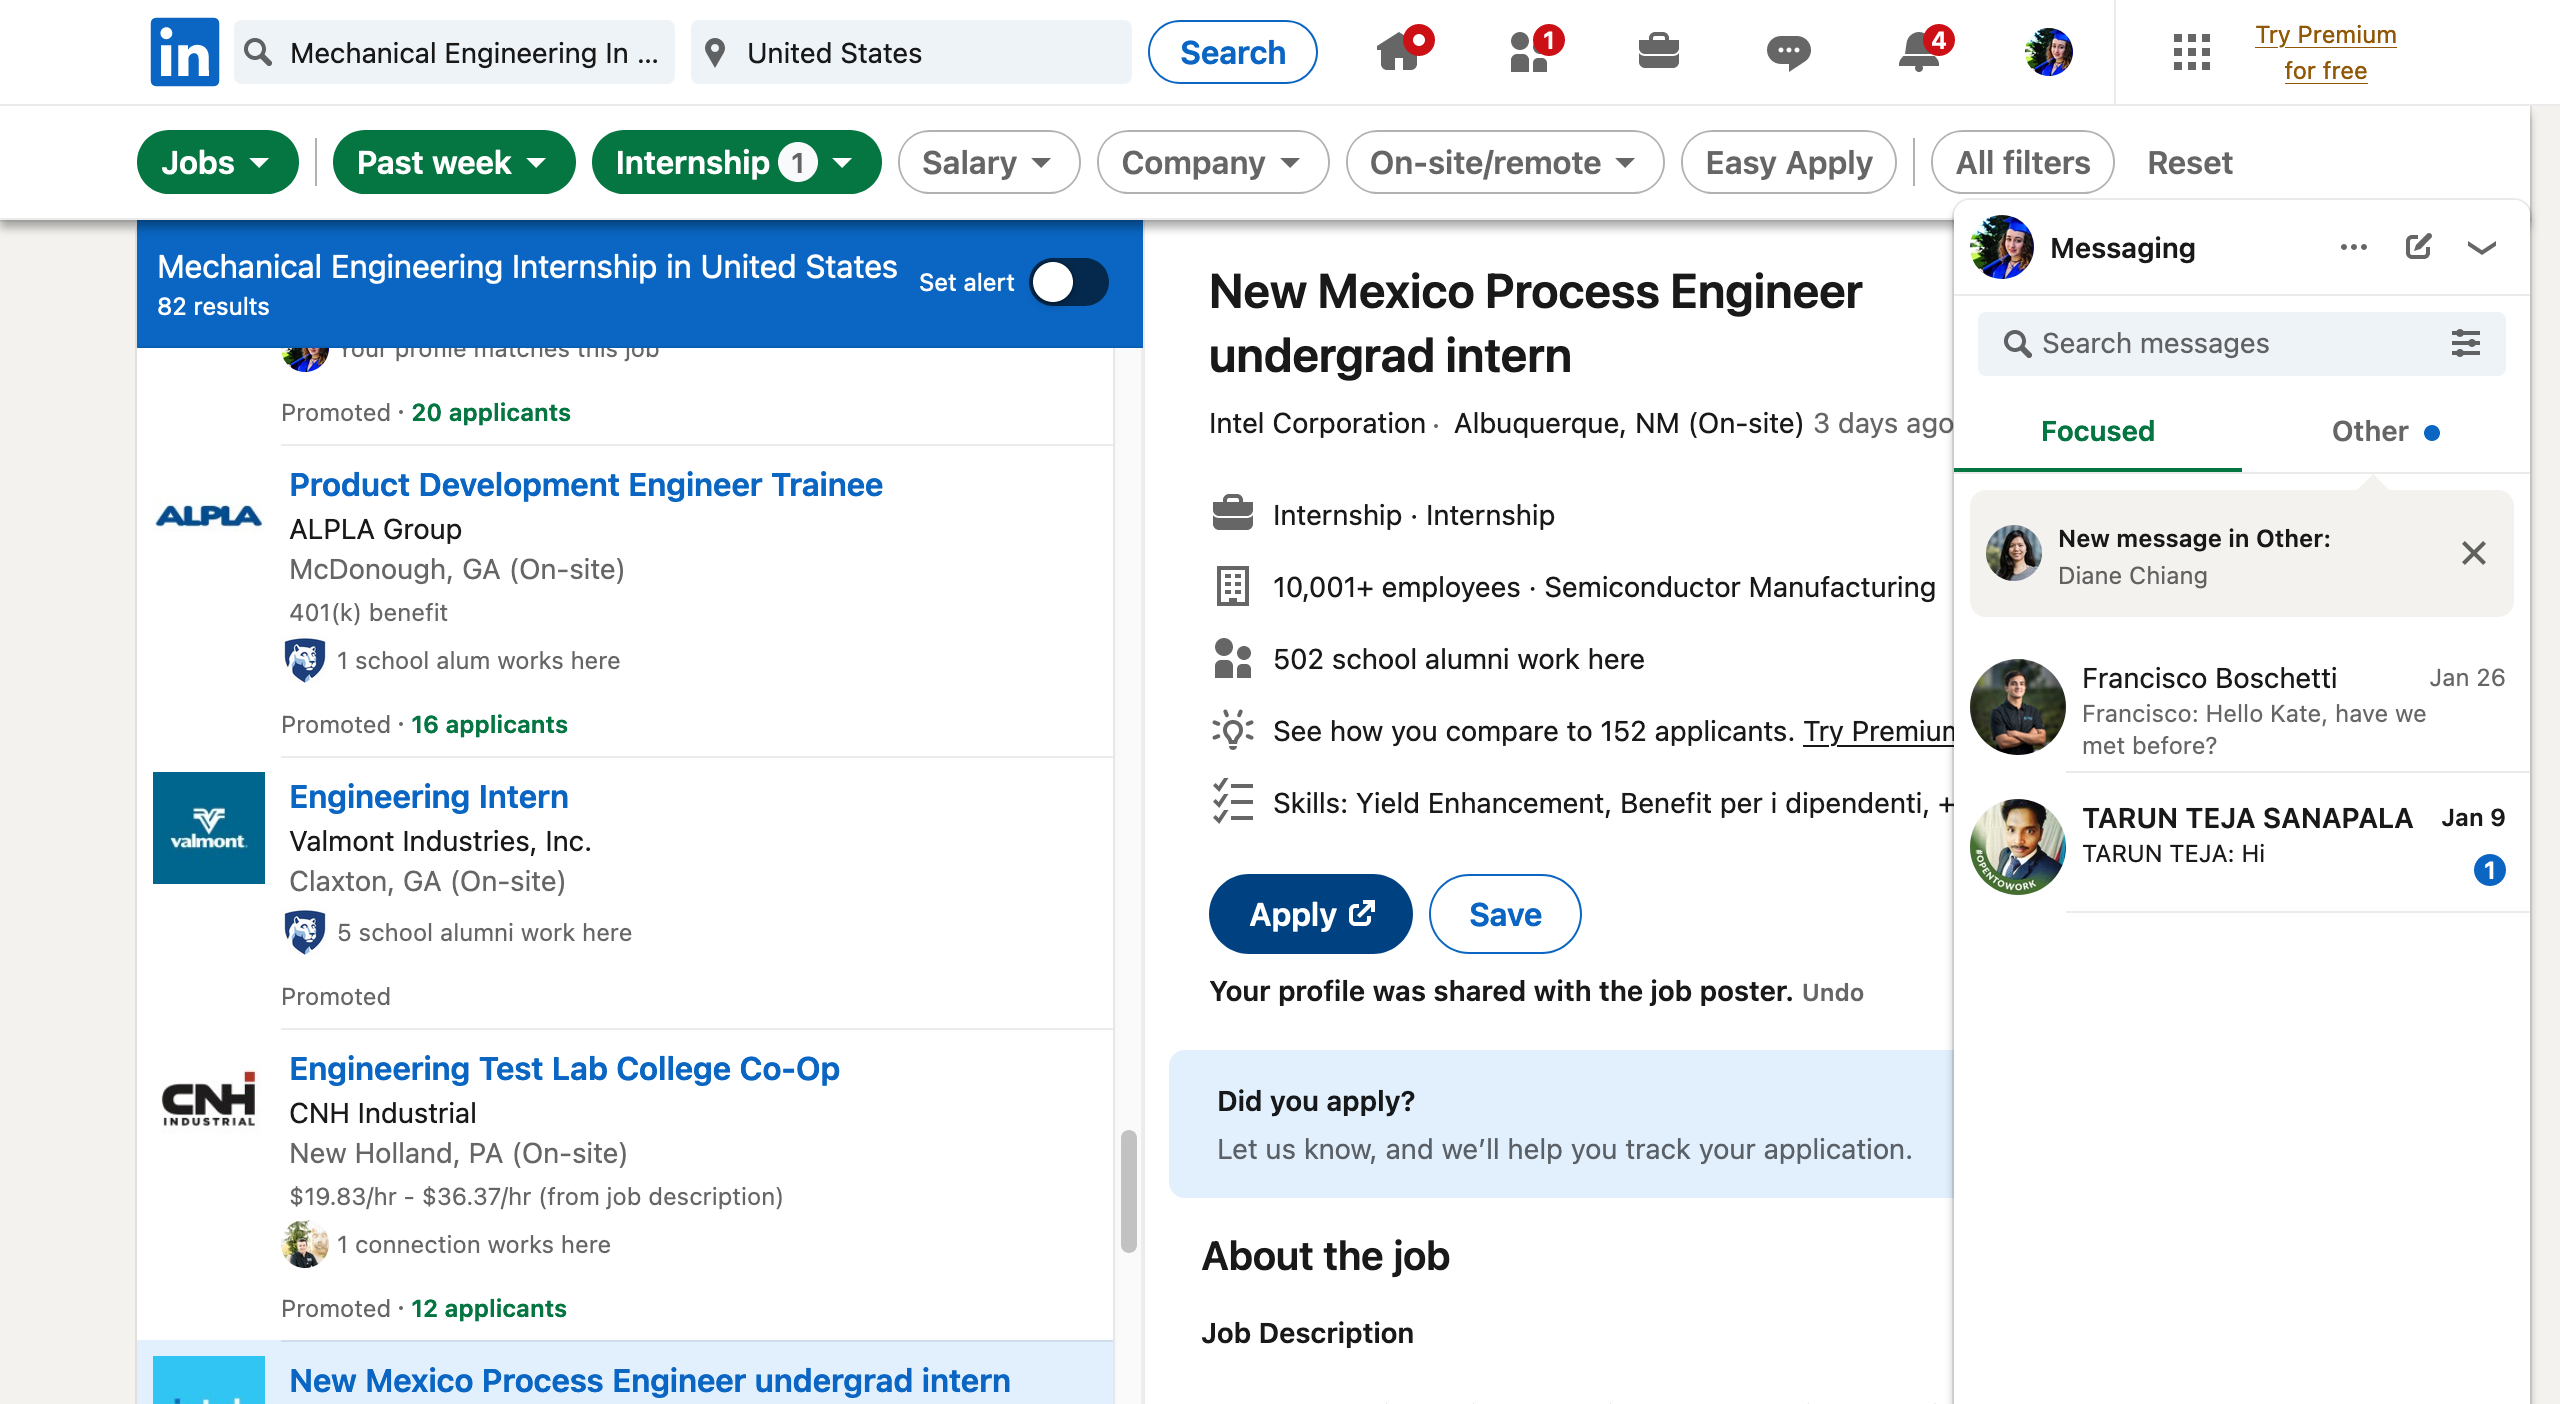 in
Mechanical Engineering In ...
United States
Search
1
4
Try Premium
for free
Jobs
Past week
Internship 1
Salary
Company
On-site/remote
Easy Apply
All filters
Reset
Mechanical Engineering Internship in United States
82 results
Set alert
Your profile matches this job
Promoted · 20 applicants
ALPLA
Product Development Engineer Trainee
ALPLA Group
McDonough, GA (On-site)
401(k) benefit
1 school alum works here
Promoted · 16 applicants
valmont
Engineering Intern
Valmont Industries, Inc.
Claxton, GA (On-site)
5 school alumni work here
Promoted
CNH
INDUSTRIAL
Engineering Test Lab College Co-Op
CNH Industrial
New Holland, PA (On-site)
$19.83/hr - $36.37/hr (from job description)
1 connection works here
Promoted · 12 applicants
New Mexico Process Engineer undergrad intern
New Mexico Process Engineer
undergrad intern
Intel Corporation · Albuquerque, NM (On-site) 3 days ago
Internship · Internship
10,001+ employees · Semiconductor Manufacturing
502 school alumni work here
See how you compare to 152 applicants. Try Premium
Skills: Yield Enhancement, Benefit per i dipendenti, +
Apply
Save
Your profile was shared with the job poster. Undo
Did you apply?
Let us know, and we’ll help you track your application.
About the job
Job Description
Messaging
Search messages
Focused
Other
New message in Other:
Diane Chiang
Francisco Boschetti
Jan 26
Francisco: Hello Kate, have we
met before?
#OPENTOWORK
TARUN TEJA SANAPALA
Jan 9
TARUN TEJA: Hi
1